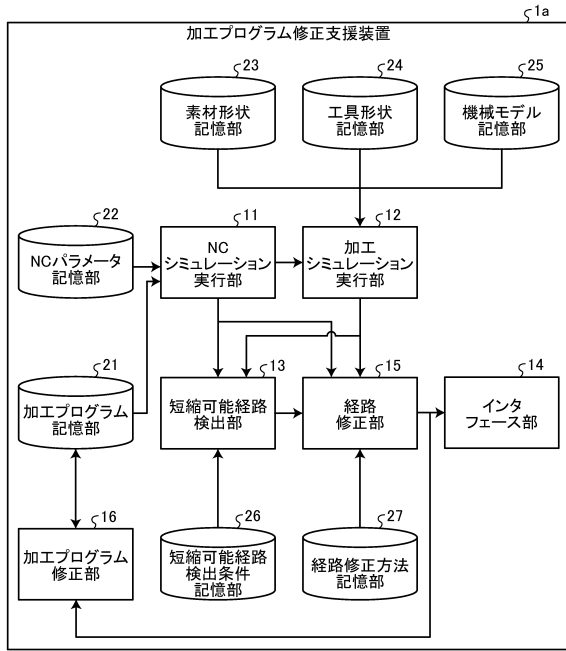 1a
加工プログラム修正支援装置
23
素材形状
記憶部
24
工具形状
記憶部
25
機械モデル
記憶部
22
NCパラメータ
記憶部
11
NC
シミュレーション
実行部
12
加工
シミュレーション
実行部
21
加工プログラム
記憶部
13
短縮可能経路
検出部
15
経路
修正部
14
インタ
フェース部
16
加工プログラム
修正部
26
短縮可能経路
検出条件
記憶部
27
経路修正方法
記憶部